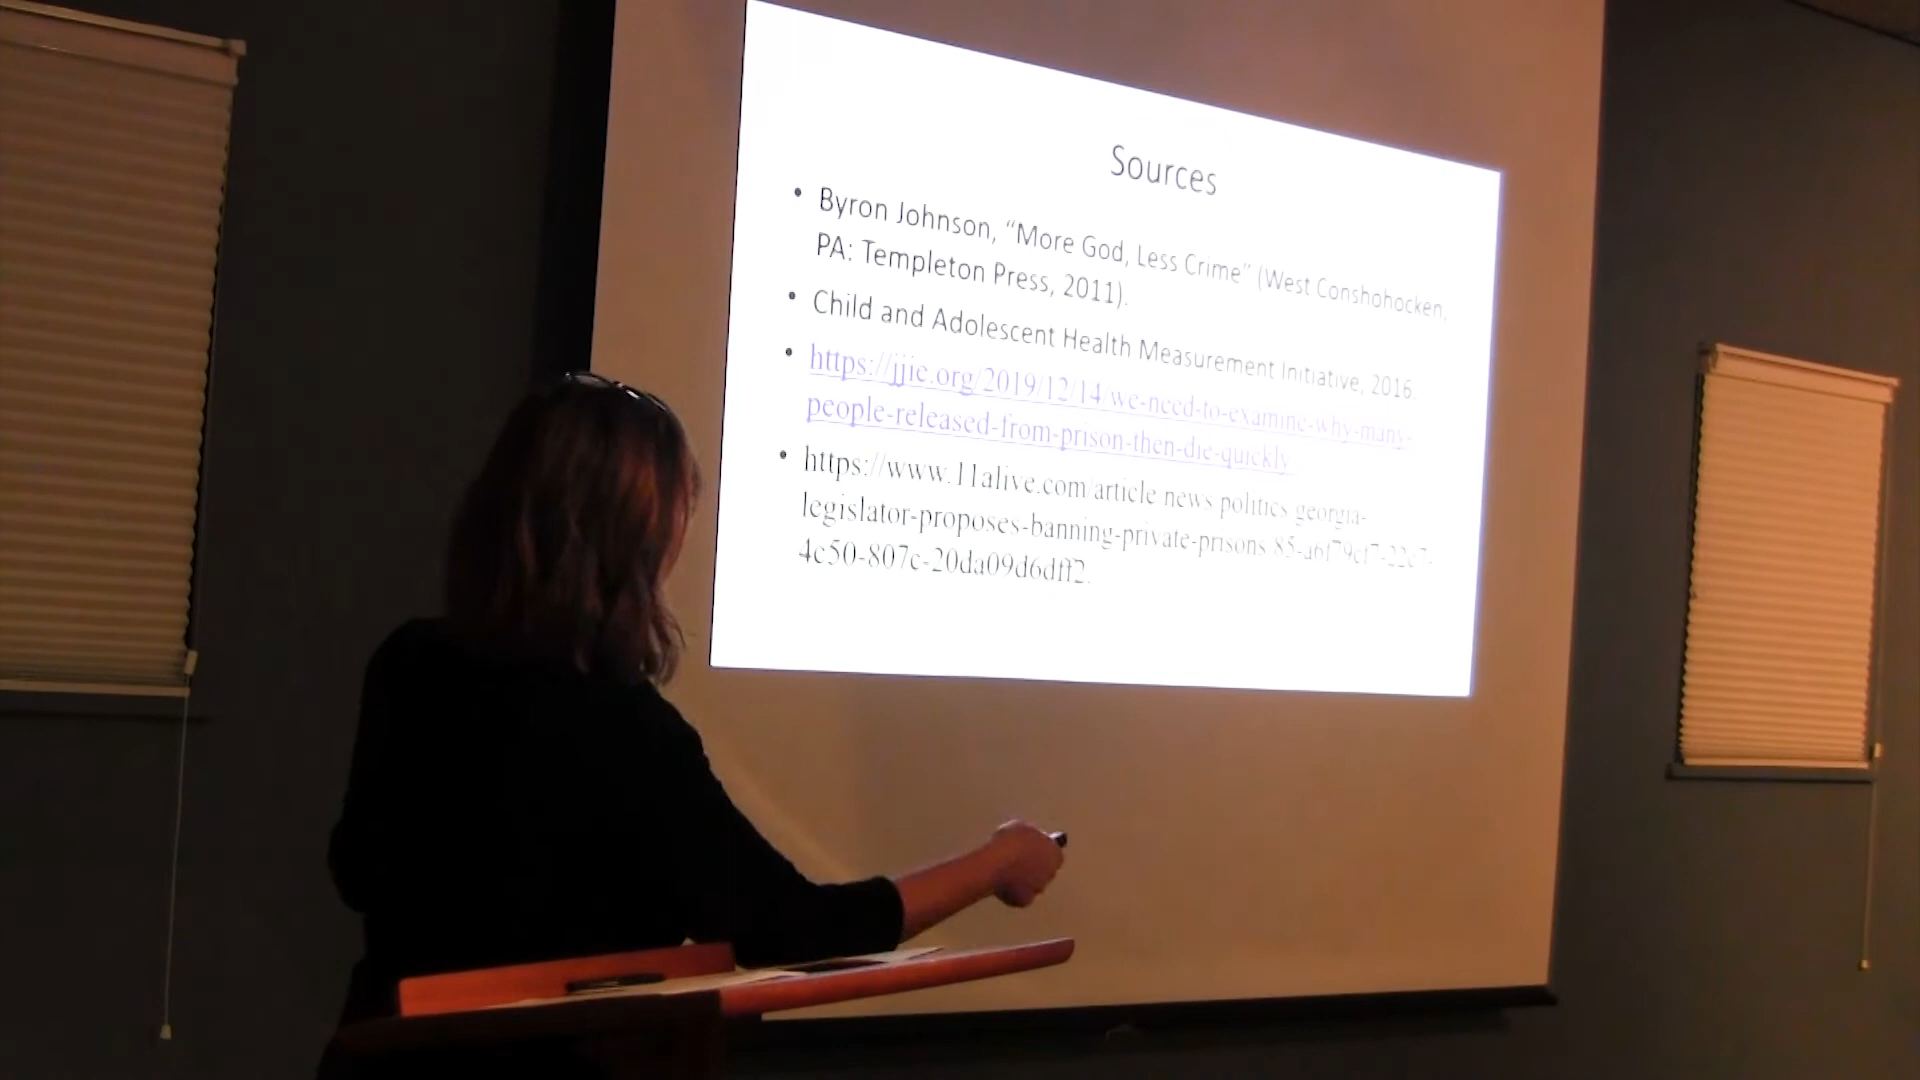 Sources
• Byron Johnson, “More God, Less Crime” (West Conshohocken,
PA: Templeton Press, 2011).
• Child and Adolescent Health Measurement Initiative, 2016.
• https://jjie.org/2019/12/14/we-need-to-examine-why-many-
people-released-from-prison-then-die-quickly/
• https://www.11alive.com/article/news/politics/georgia-
legislator-proposes-banning-private-prisons/
4c50-807c-20da09d6dff2.